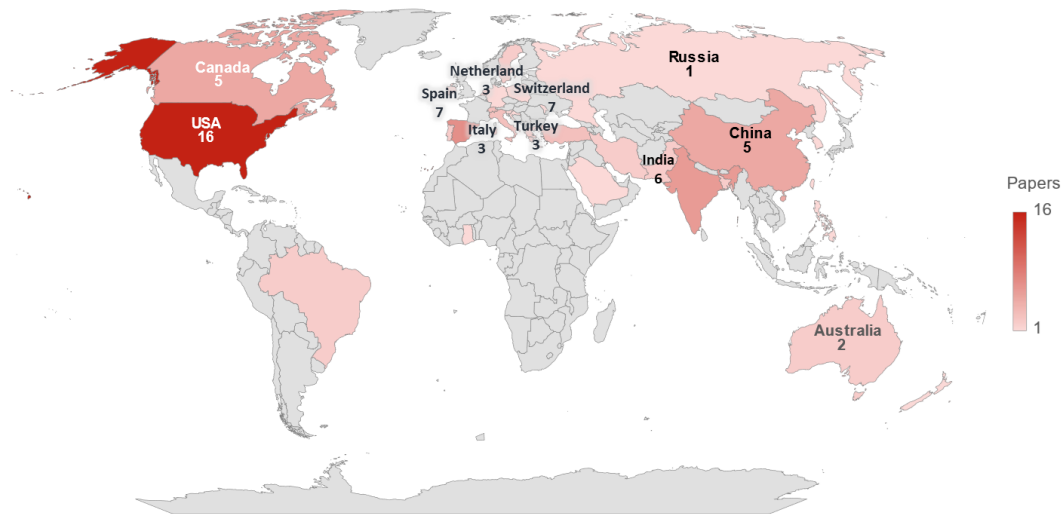 Canada
5
USA
16
Netherland
3
Spain
7
Switzerland
7
Italy
3
Turkey
3
Russia
1
China
5
India
6
Australia
2
Papers
16
1